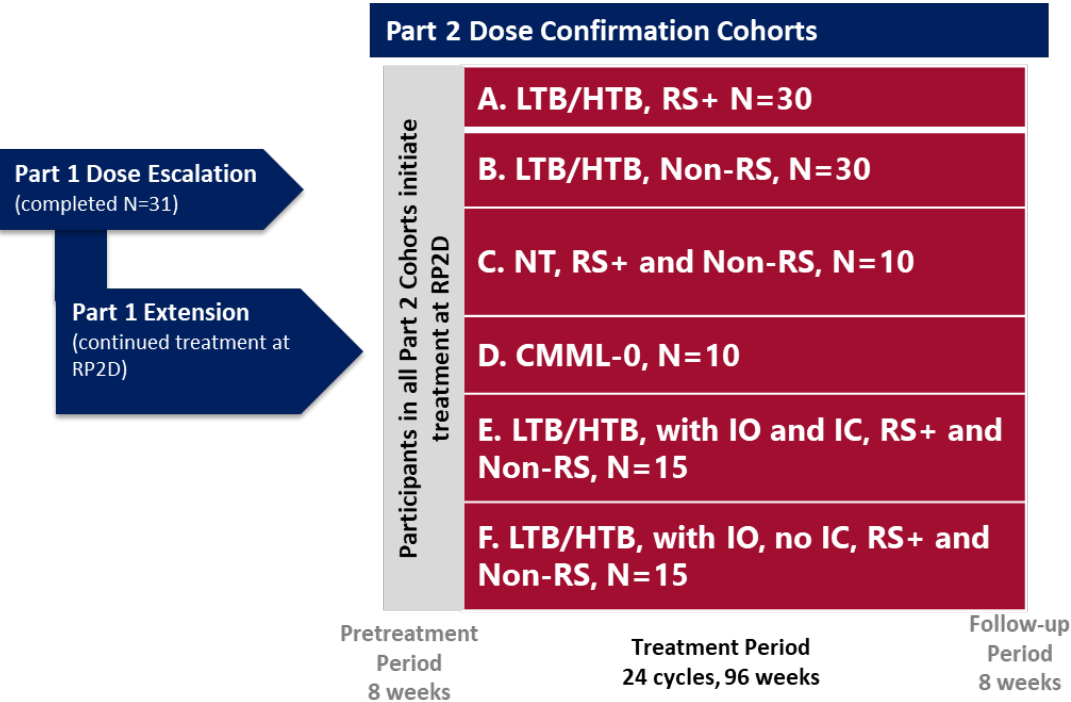 Part 2 Dose Confirmation Cohorts
Part 1 Dose Escalation
(completed N=31)
Part 1 Extension
(continued treatment at
RP2D)
Participants in all Part 2 Cohorts initiate
treatment at RP2D
A. LTB/HTB, RS+ N=30
B. LTB/HTB, Non-RS, N=30
C. NT, RS+ and Non-RS, N=10
D. CMML-0, N=10
E. LTB/HTB, with IO and IC, RS+ and
Non-RS, N=15
F. LTB/HTB, with IO, no IC, RS+ and
Non-RS, N=15
Pretreatment
Period
8 weeks
Treatment Period
24 cycles, 96 weeks
Follow-up
Period
8 weeks